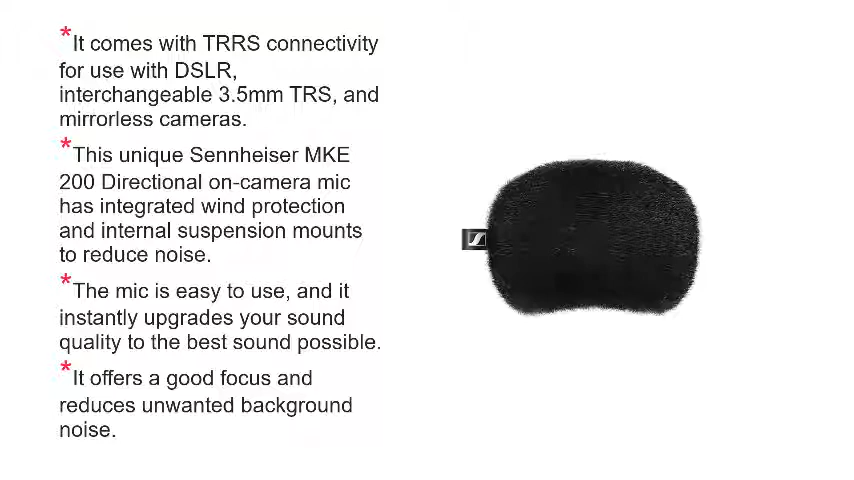 *It comes with TRRS connectivity
for use with DSLR,
interchangeable 3.5mm TRS, and
mirrorless cameras.
*This unique Sennheiser MKE
200 Directional on-camera mic
has integrated wind protection
and internal suspension mounts
to reduce noise.
*The mic is easy to use, and it
instantly upgrades your sound
quality to the best sound possible.
*It offers a good focus and
reduces unwanted background
noise.